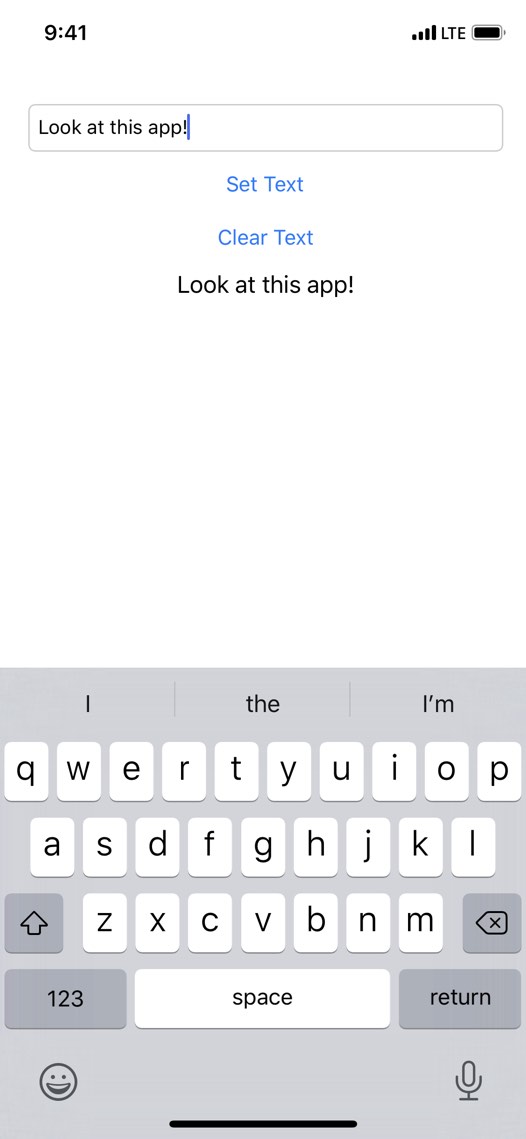 9:41 LTE
Look at this app!
Set Text
Clear Text
Look at this app!
I the I’m
q w e r t y u i o p
a s d f g h j k l
z x c v b n m
123 space return